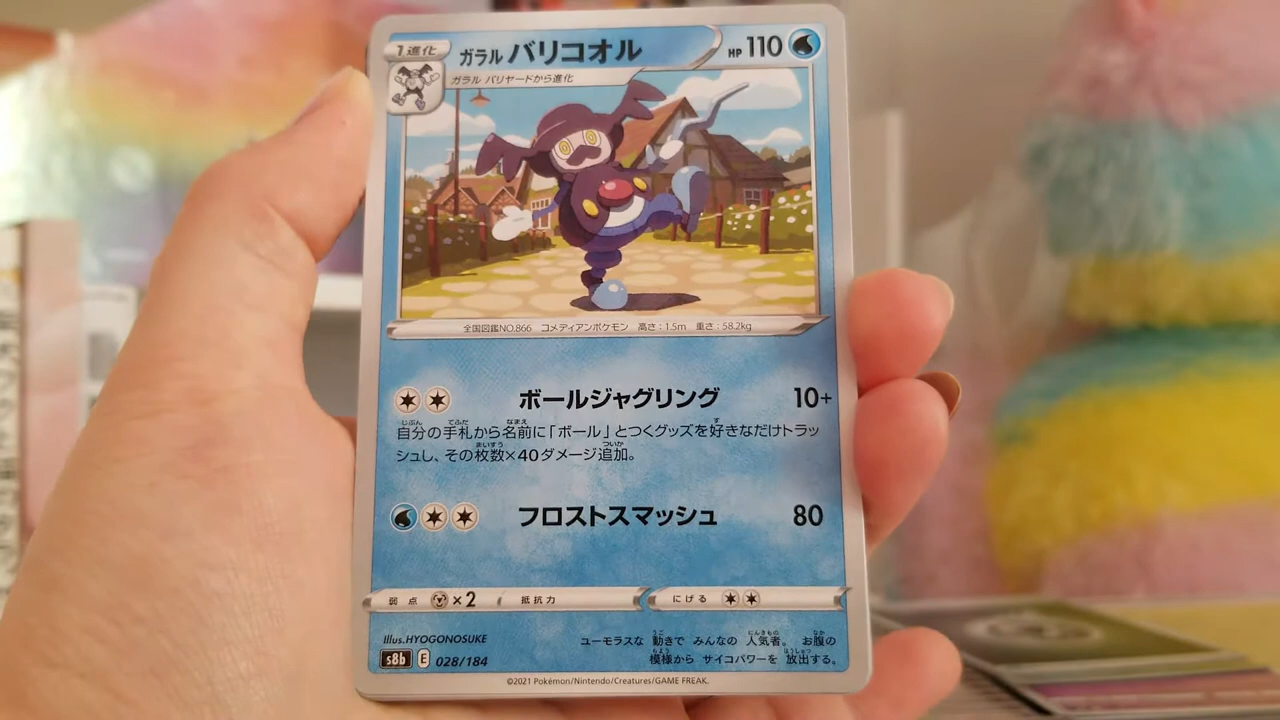 1進化
ガラル バリコオル
HP 110
ガラル バリヤードから進化
全国図鑑NO.866 コメディアンポケモン 高さ：1.5m 重さ：58.2kg
ボールジャグリング 10+
自分の手札から名前に「ボール」とつくグッズを好きなだけトラッ
シュし、その枚数×40ダメージ追加。
フロストスマッシュ 80
弱点 ×2 抵抗力 にげる
Illus.HYOGONOSUKE
s8b E 028/184
ユーモラスな 動きで みんなの 人気者。 お腹の
模様から サイコパワーを 放出する。
©2021 Pokémon/Nintendo/Creatures/GAME FREAK.